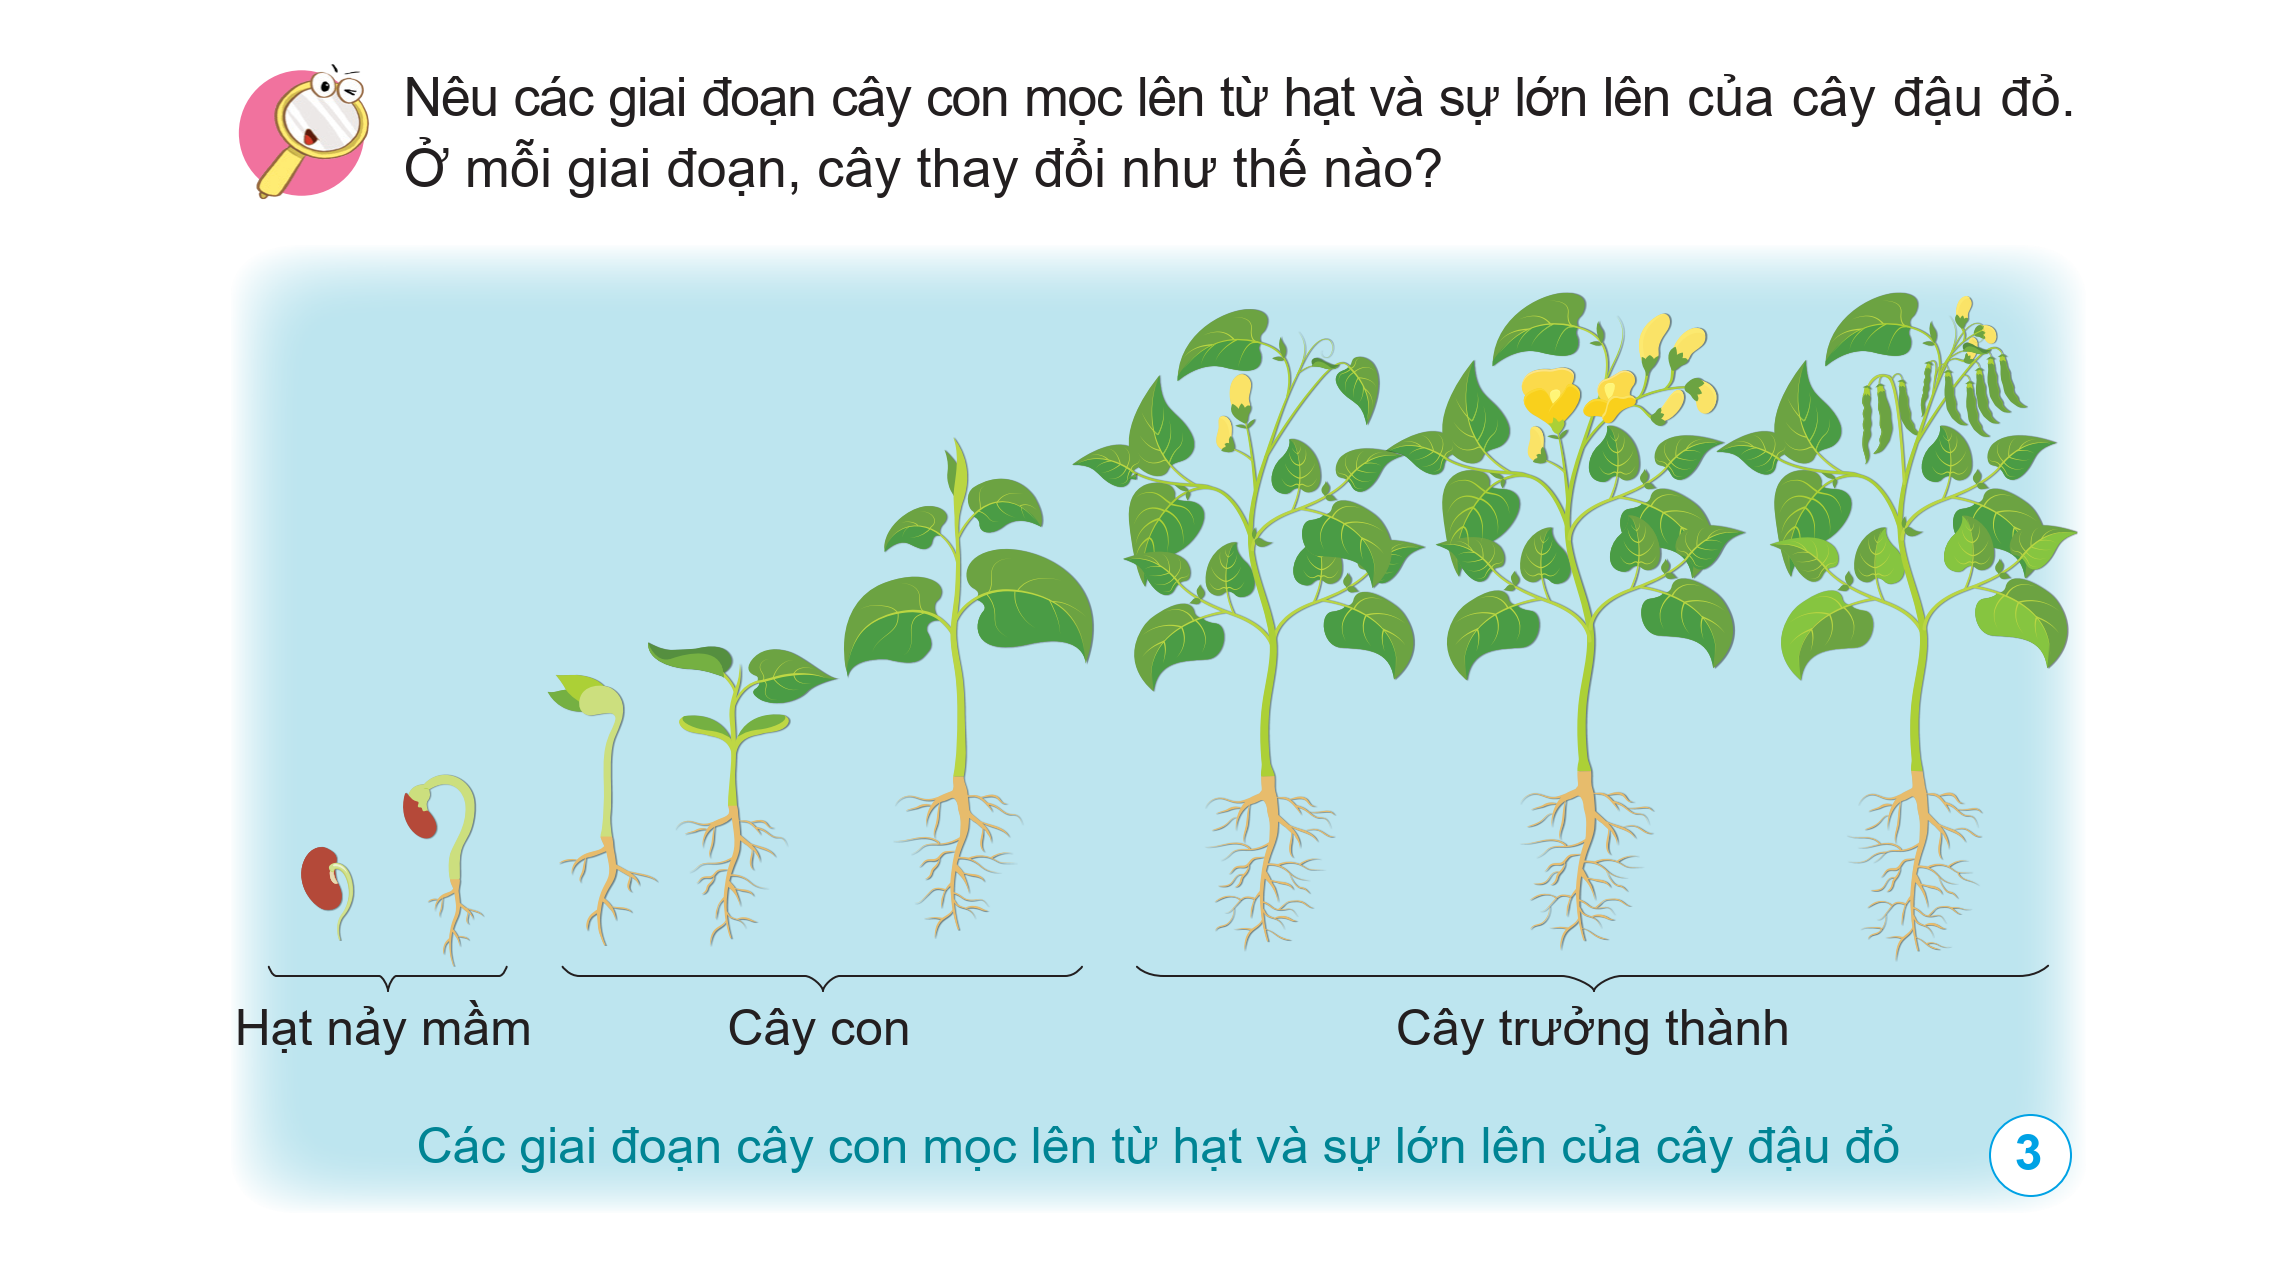 Nêu các giai đoạn cây con mọc lên từ hạt và sự lớn lên của cây đậu đỏ.
Ở mỗi giai đoạn, cây thay đổi như thế nào?
Hạt nảy mầm
Cây con
Cây trưởng thành
Các giai đoạn cây con mọc lên từ hạt và sự lớn lên của cây đậu đỏ
3